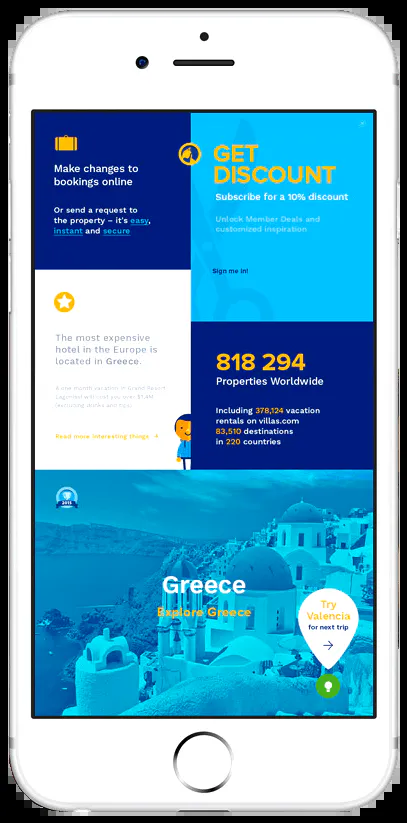 Make changes to
bookings online
Or send a request to
the property – it's easy,
instant and secure
GET
DISCOUNT
Subscribe for a 10% discount
Unlock Member Deals and
customized inspiration
Sign me in!
The most expensive
hotel in the Europe is
located in Greece.
Read more interesting things
818 294
Properties Worldwide
Including 378,124 vacation
rentals on villas.com
83,510 destinations
in 220 countries
2015
Greece
Explore Greece
Try
Valencia
for next trip